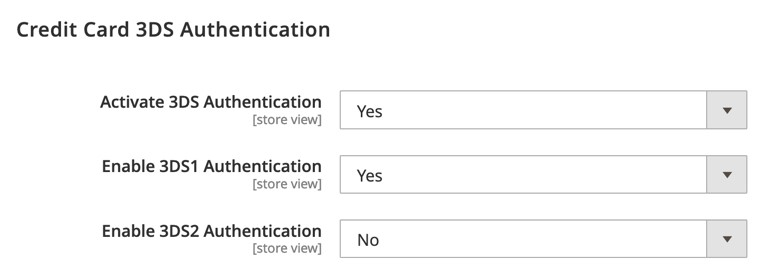 Credit Card 3DS Authentication
Activate 3DS Authentication
[store view]
Yes
Enable 3DS1 Authentication
[store view]
Yes
Enable 3DS2 Authentication
[store view]
No